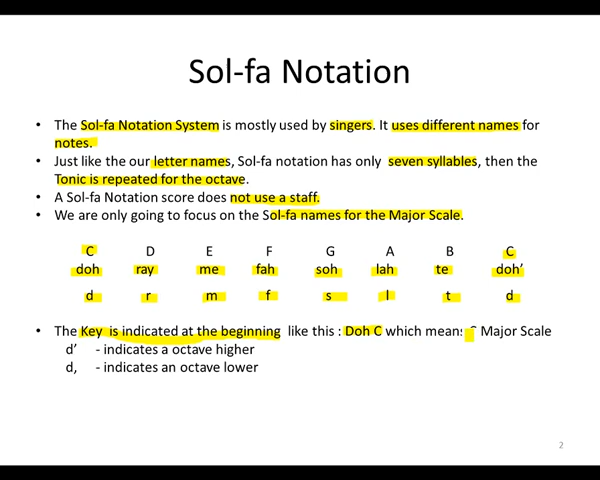 Sol-fa Notation
• The Sol-fa Notation System is mostly used by singers. It uses different names for
notes.
• Just like the our letter names, Sol-fa notation has only seven syllables, then the
Tonic is repeated for the octave.
• A Sol-fa Notation score does not use a staff.
• We are only going to focus on the Sol-fa names for the Major Scale.
C D E F G A B C
doh ray me fah soh lah te doh’
d r m f s l t d
• The Key is indicated at the beginning like this : Doh C which means Major Scale
d’ - indicates a octave higher
d, - indicates an octave lower
2